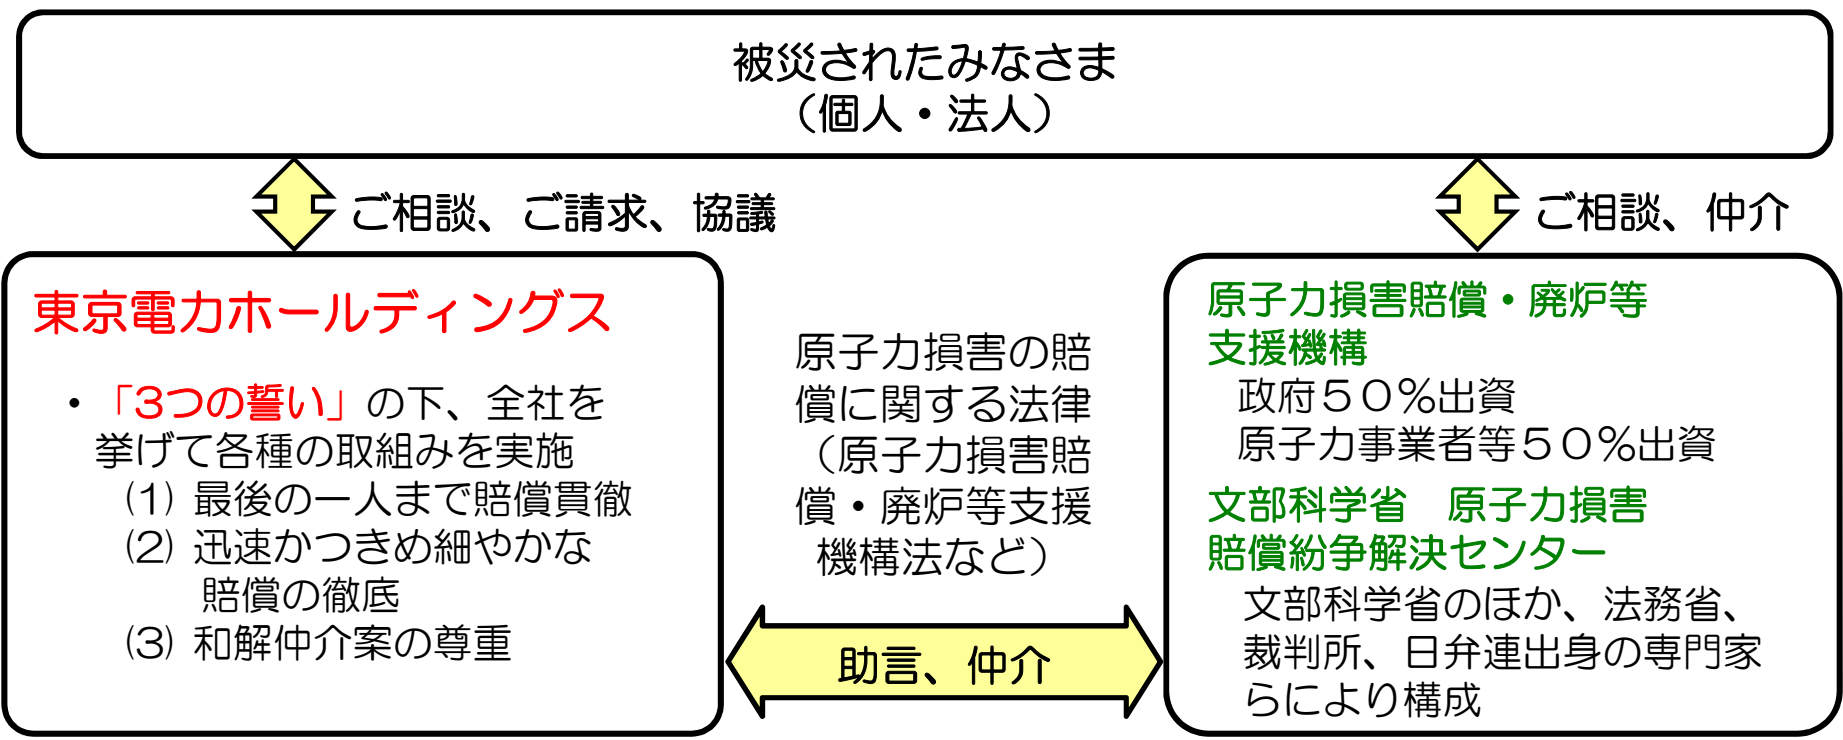 被災されたみなさま
（個人・法人）
ご相談、ご請求、協議
ご相談、仲介
東京電力ホールディングス
・「３つの誓い」の下、全社を
挙げて各種の取組みを実施
(1) 最後の一人まで賠償貫徹
(2) 迅速かつきめ細やかな
賠償の徹底
(3) 和解仲介案の尊重
原子力損害の賠
償に関する法律
（原子力損害賠
償・廃炉等支援
機構法など）
助言、仲介
原子力損害賠償・廃炉等
支援機構
政府５０％出資
原子力事業者等５０％出資
文部科学省　原子力損害
賠償紛争解決センター
文部科学省のほか、法務省、
裁判所、日弁連出身の専門家
らにより構成